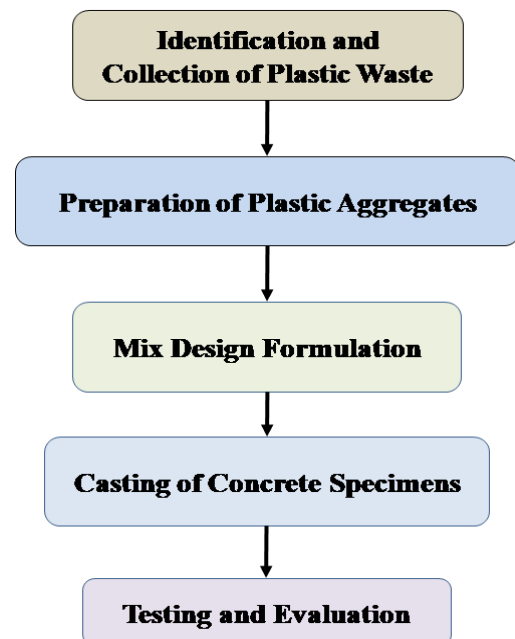 Identification and
Collection of Plastic Waste
Preparation of Plastic Aggregates
Mix Design Formulation
Casting of Concrete Specimens
Testing and Evaluation